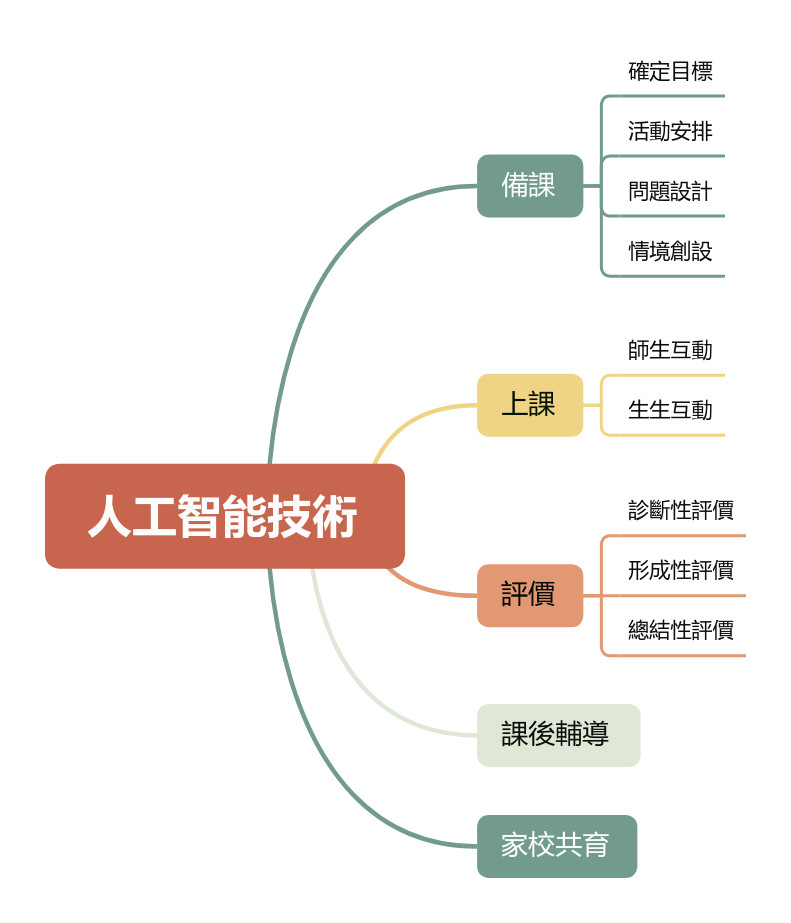 人工智能技術
備課
確定目標
活動安排
問題設計
情境創設
上課
師生互動
生生互動
評價
診斷性評價
形成性評價
總結性評價
課後輔導
家校共育